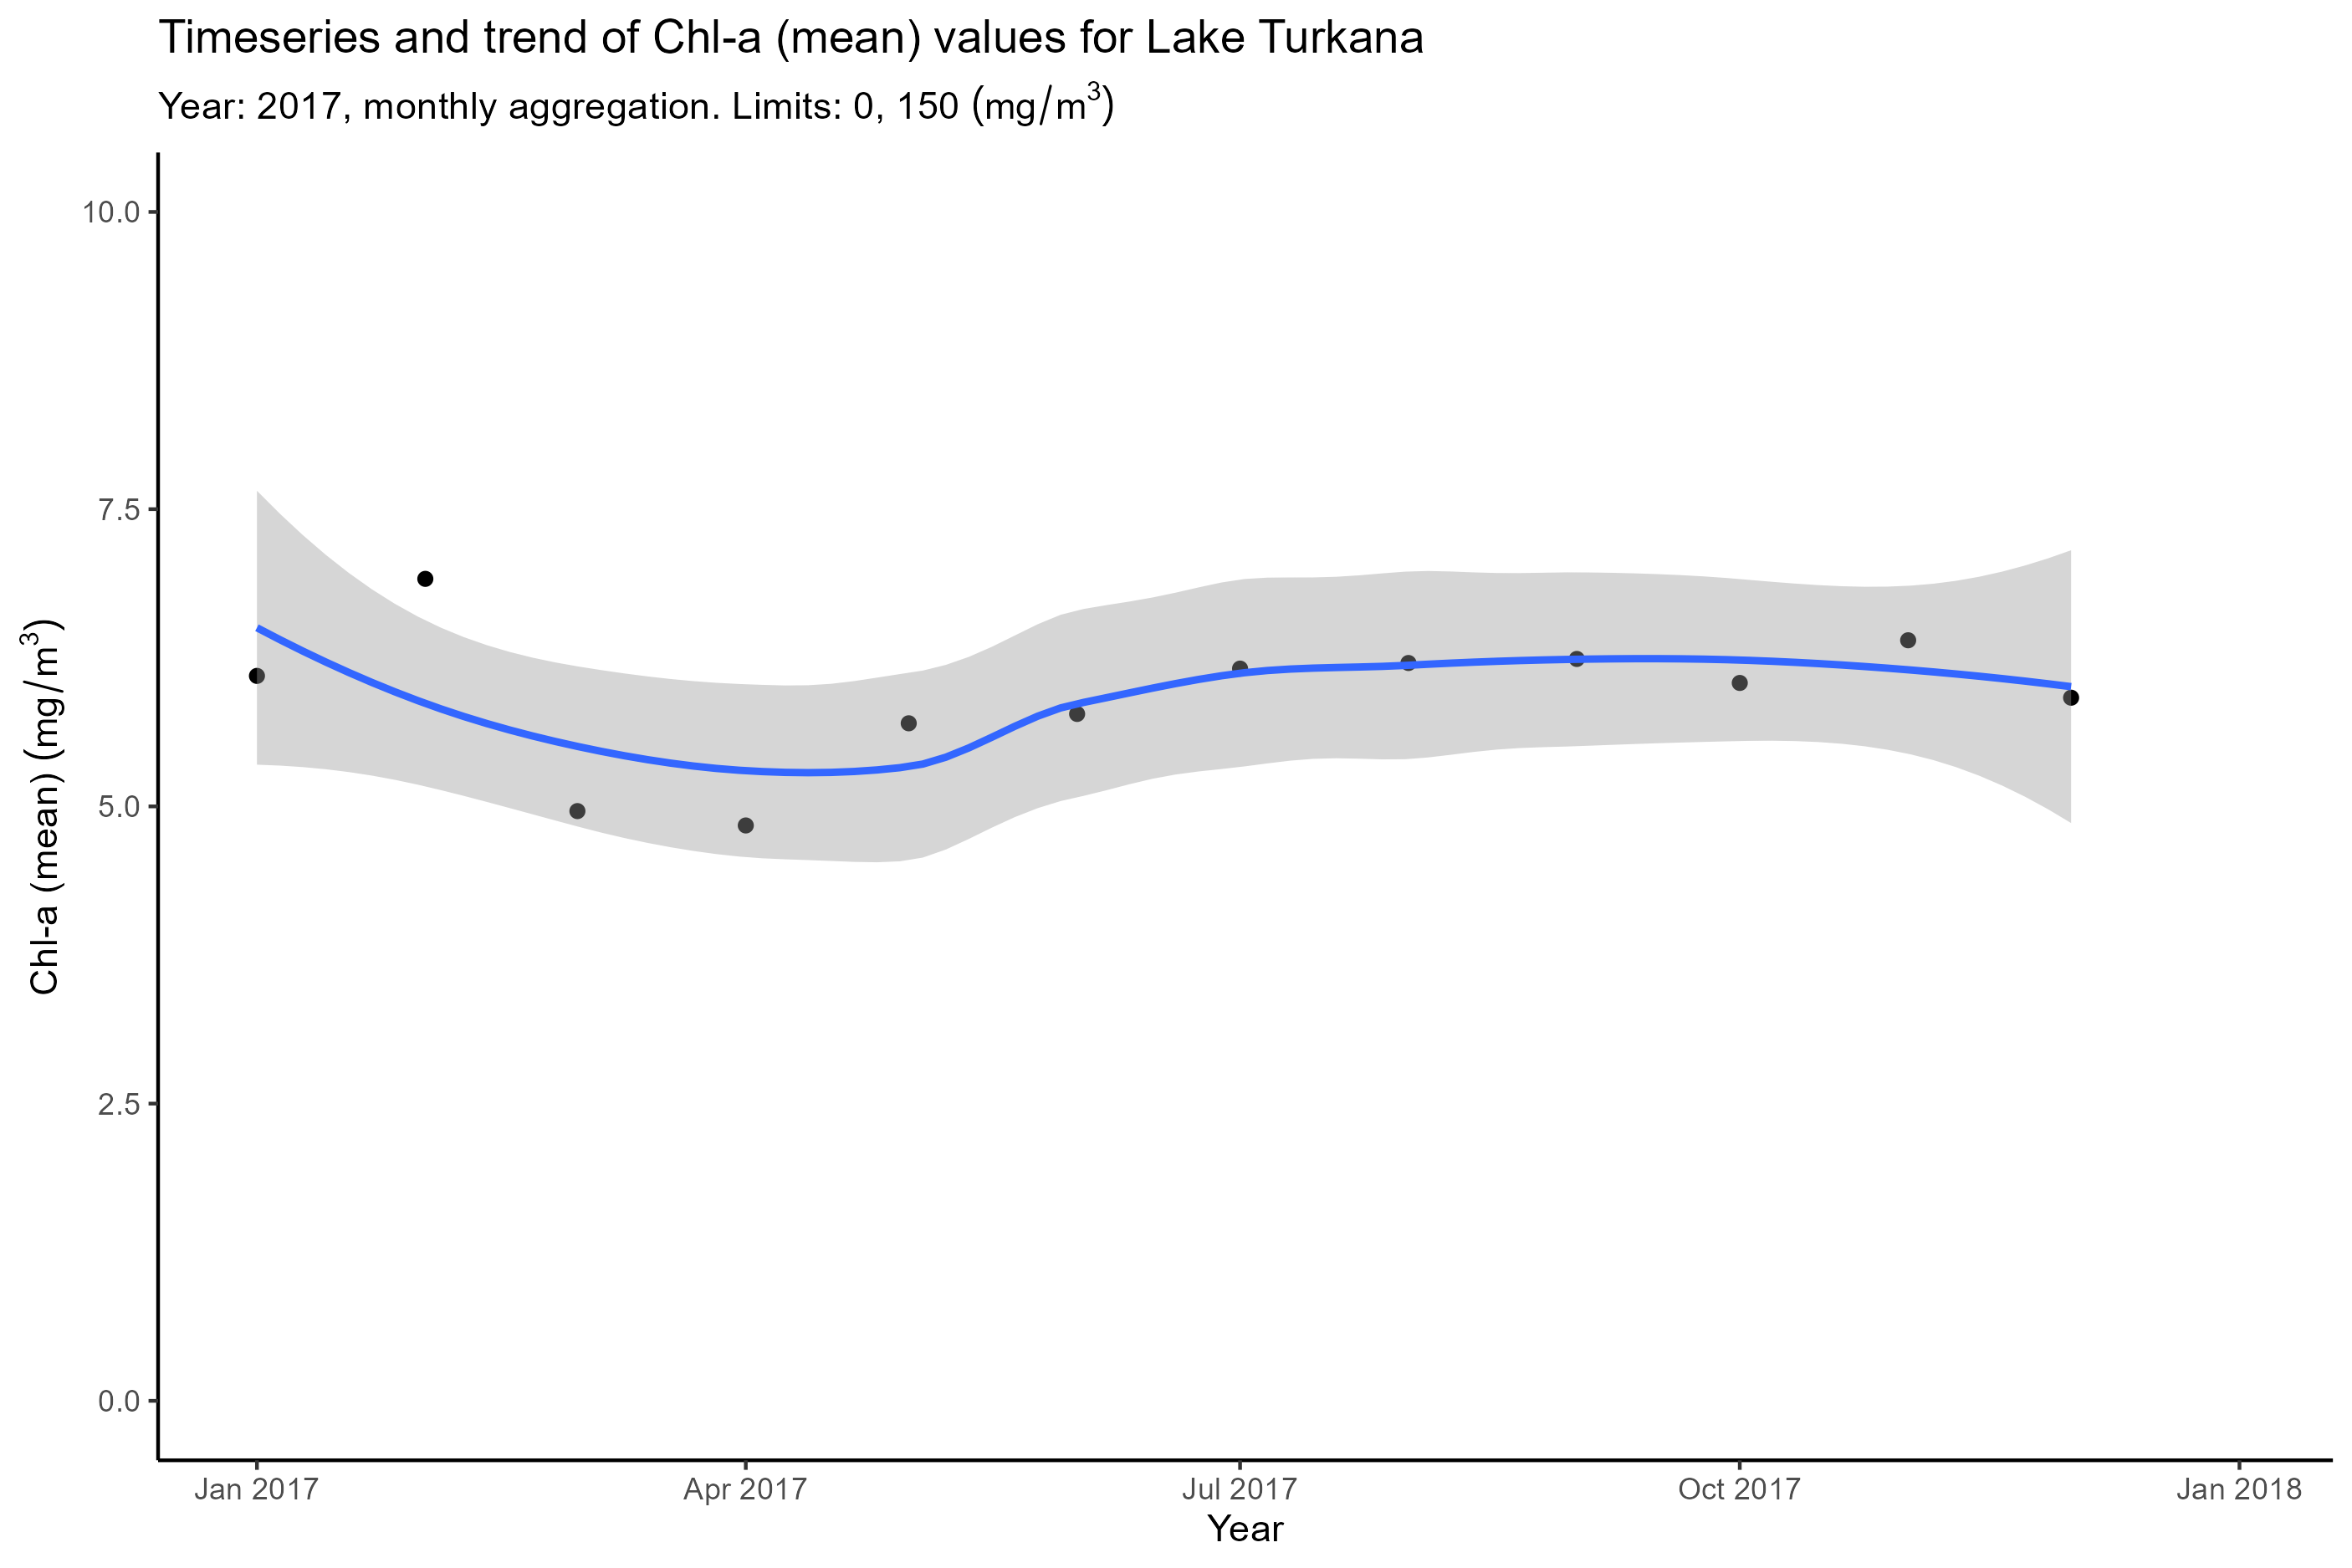 Timeseries and trend of Chl-a (mean) values for Lake Turkana
Year: 2017, monthly aggregation. Limits: 0, 150 (mg/m³)
Chl-a (mean) (mg/m³)
10.0
7.5
5.0
2.5
0.0
Jan 2017 Apr 2017 Jul 2017 Oct 2017 Jan 2018
Year